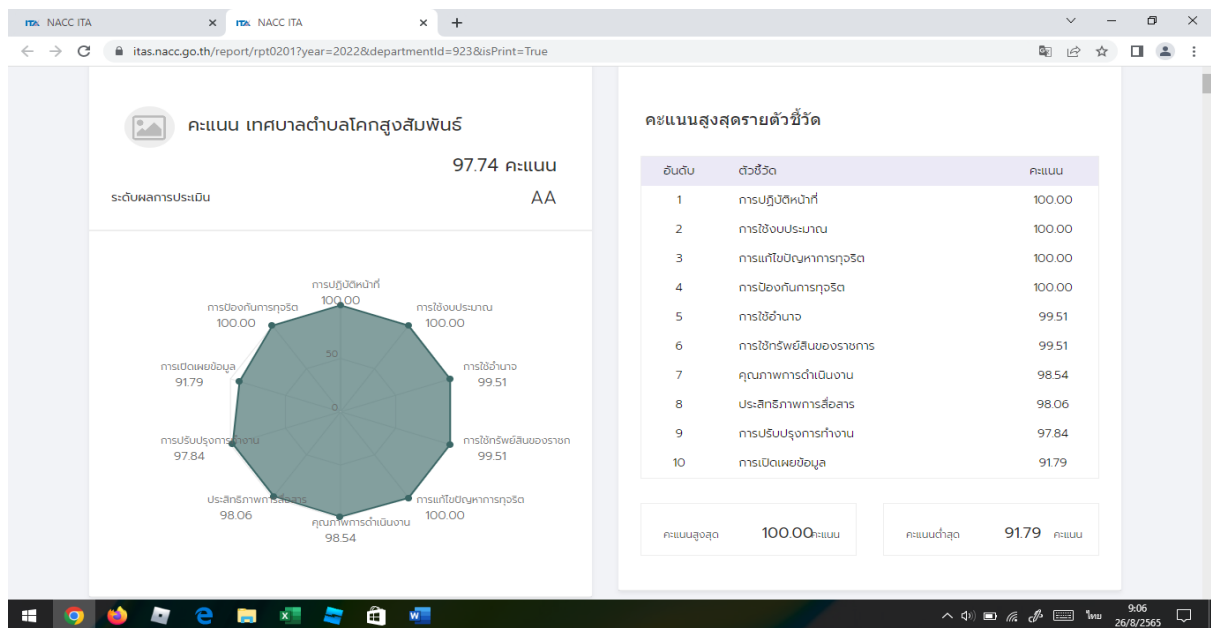 NACC ITA
NACC ITA
itas.nacc.go.th/report/rpt0201?year=2022&departmentId=923&isPrint=True
คะแนน เทศบาลตำบลโคกสูงสัมพันธ์
97.74 คะแนน
ระดับผลการประเมิน AA
การปฏิบัติหน้าที่
100.00
การป้องกันการทุจริต
100.00
การใช้งบประมาณ
100.00
50
การเปิดเผยข้อมูล
91.79
การใช้อำนาจ
99.51
0
การปรับปรุงการทำงาน
97.84
การใช้ทรัพย์สินของราชก
99.51
ประสิทธิภาพการสื่อสาร
98.06
การแก้ไขปัญหาการทุจริต
100.00
คุณภาพการดำเนินงาน
98.54
คะแนนสูงสุดรายตัวชี้วัด
อันดับ ตัวชี้วัด คะแนน
1 การปฏิบัติหน้าที่ 100.00
2 การใช้งบประมาณ 100.00
3 การแก้ไขปัญหาการทุจริต 100.00
4 การป้องกันการทุจริต 100.00
5 การใช้อำนาจ 99.51
6 การใช้ทรัพย์สินของราชการ 99.51
7 คุณภาพการดำเนินงาน 98.54
8 ประสิทธิภาพการสื่อสาร 98.06
9 การปรับปรุงการทำงาน 97.84
10 การเปิดเผยข้อมูล 91.79
คะแนนสูงสุด 100.00 คะแนน
คะแนนต่ำสุด 91.79 คะแนน
ไทย
9:06
26/8/2565